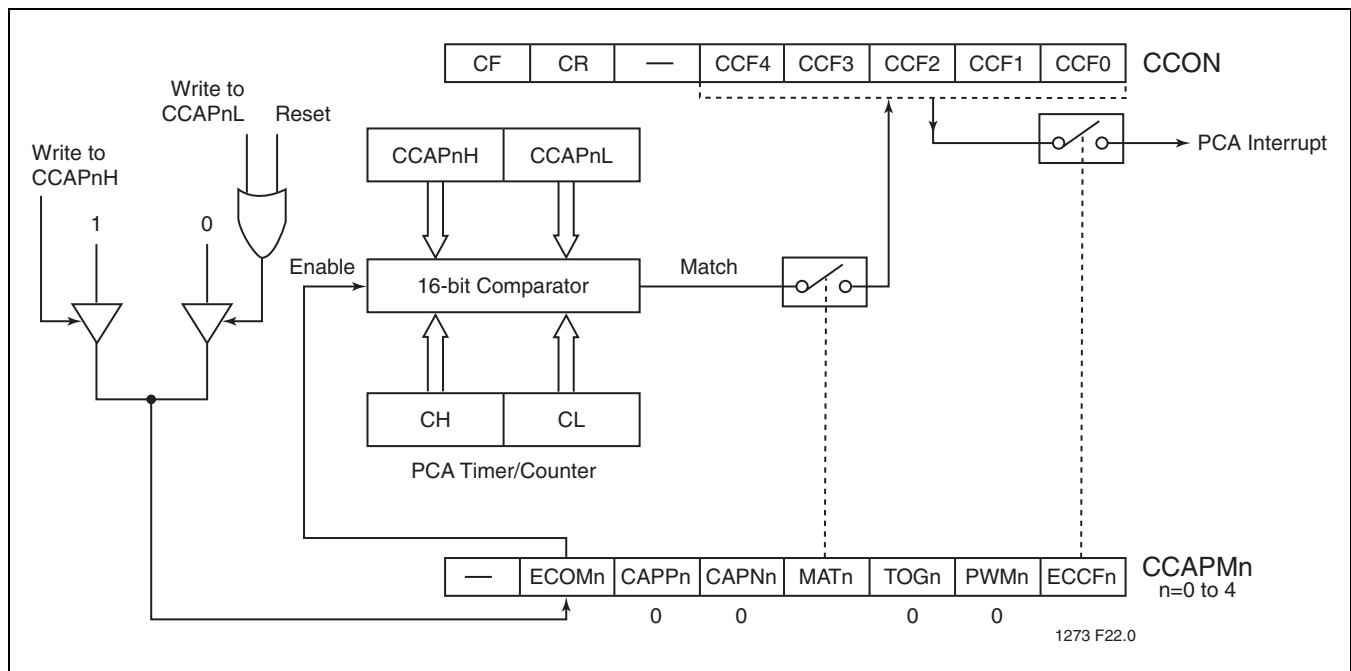 CF CR — CCF4 CCF3 CCF2 CCF1 CCF0 CCON
Write to
CCAPnL
Reset
Write to
CCAPnH
CCAPnH CCAPnL
PCA Interrupt
1 0
Enable
16-bit Comparator
Match
CH CL
PCA Timer/Counter
— ECOMn CAPPn CAPNn MATn TOGn PWMn ECCFn CCAPMn
n=0 to 4
0 0 0 0
1273 F22.0